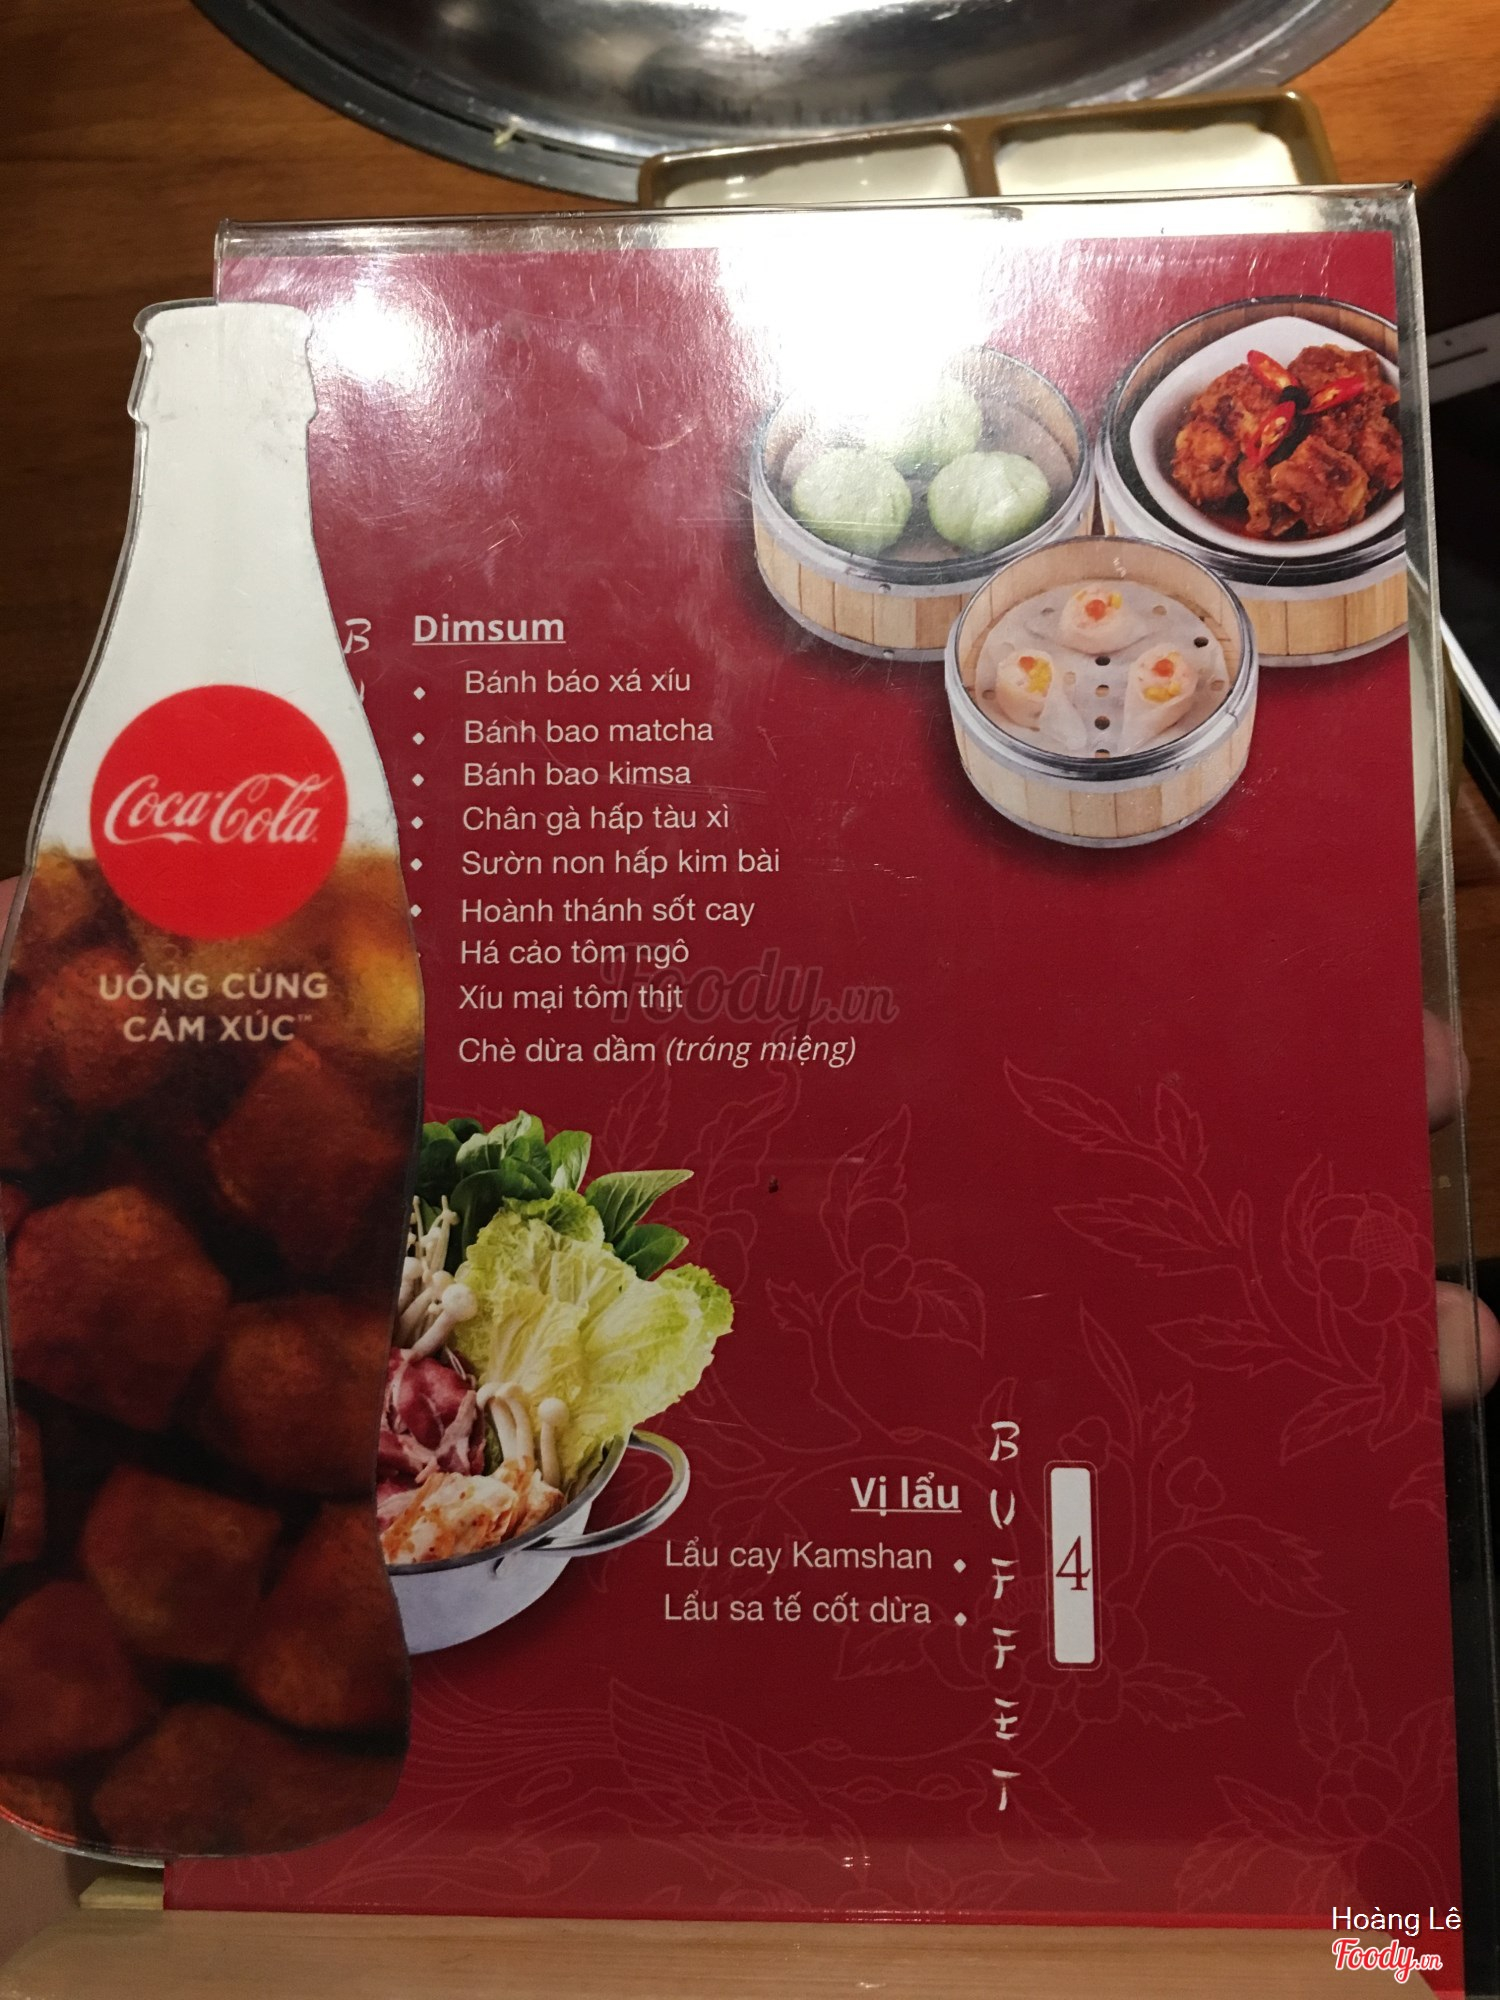 Dimsum
Bánh báo xá xíu
Bánh bao matcha
Bánh bao kimsa
Chân gà hấp tàu xì
Sườn non hấp kim bài
Hoành thánh sốt cay
Há cảo tôm ngô
Xíu mại tôm thịt
Chè dừa dầm (tráng miệng)
B
Coca-Cola
UỐNG CÙNG
CẢM XÚC™
Foody.vn
Vị lẩu
Lẩu cay Kamshan
Lẩu sa tế cốt dừa
BUFFET
4
Hoàng Lê
Foody.vn